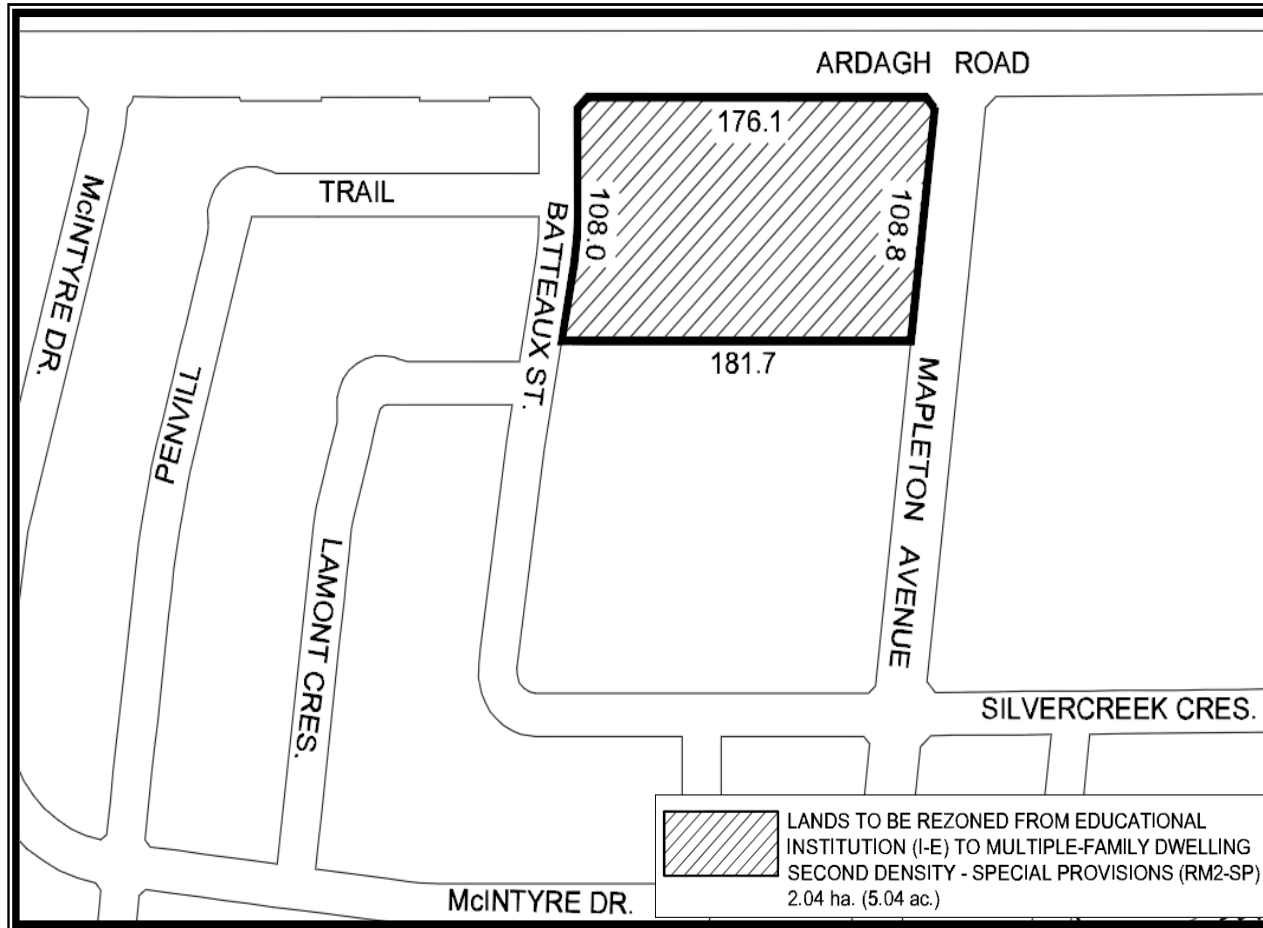 ARDAGH ROAD
176.1
TRAIL
McINTYRE DR.
BATTEAUX ST.
108.0
108.8
181.7
PENVILL
MAPLETON AVENUE
LAMONT CRES.
SILVERCREEK CRES.
LANDS TO BE REZONED FROM EDUCATIONAL
INSTITUTION (I-E) TO MULTIPLE-FAMILY DWELLING
SECOND DENSITY - SPECIAL PROVISIONS (RM2-SP)
2.04 ha. (5.04 ac.)
McINTYRE DR.